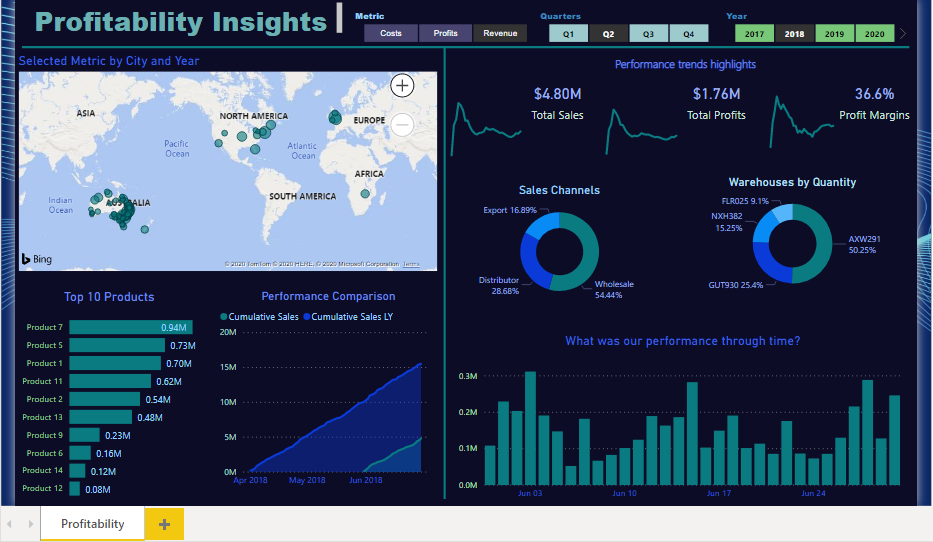 Profitability Insights
Metric
Costs Profits Revenue
Quarters
Q1 Q2 Q3 Q4
Year
2017 2018 2019 2020
Selected Metric by City and Year
ASIA
NORTH AMERICA
EUROPE
Pacific
Ocean
Atlantic
Ocean
AFRICA
Indian
Ocean
AUSTRALIA
SOUTH AMERICA
Bing
© 2020 TomTom © 2020 HERE, © 2020 Microsoft Corporation Terms
Performance trends highlights
$4.80M
Total Sales
$1.76M
Total Profits
36.6%
Profit Margins
Sales Channels
Export 16.89%
Distributor
28.68%
Wholesale
54.44%
Warehouses by Quantity
FLR025 9.1%
NXH382
15.25%
AXW291
50.25%
GUT930 25.4%
Top 10 Products
Product 7 0.94M
Product 5 0.73M
Product 1 0.70M
Product 11 0.62M
Product 2 0.54M
Product 13 0.48M
Product 9 0.23M
Product 6 0.16M
Product 14 0.12M
Product 12 0.08M
Performance Comparison
Cumulative Sales Cumulative Sales LY
20M
15M
10M
5M
0M
Apr 2018 May 2018 Jun 2018
What was our performance through time?
0.3M
0.2M
0.1M
0.0M
Jun 03 Jun 10 Jun 17 Jun 24
Profitability